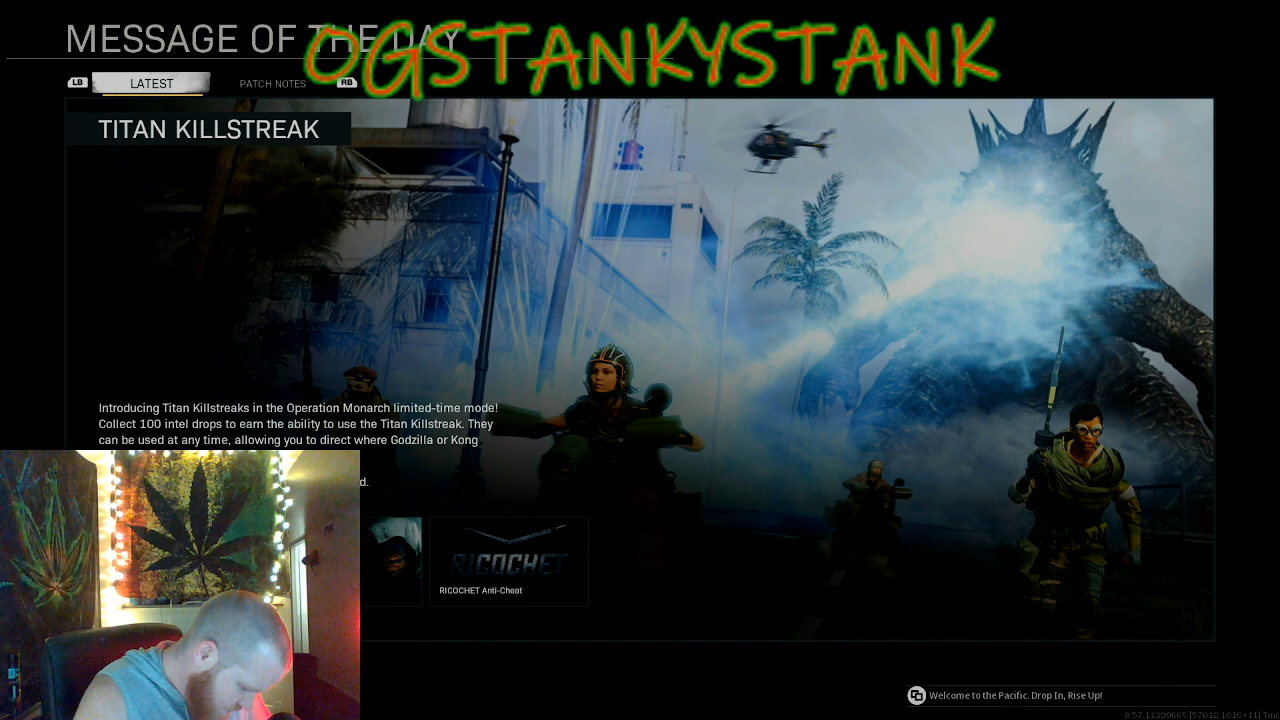 MESSAGE OF THE DAY
OGSTANKYSTANK
LB
LATEST
PATCH NOTES
RB
TITAN KILLSTREAK
Introducing Titan Killstreaks in the Operation Monarch limited-time mode!
Collect 100 intel drops to earn the ability to use the Titan Killstreak. They
can be used at any time, allowing you to direct where Godzilla or Kong
d.
RICOCHET
RICOCHET Anti-Cheat
Welcome to the Pacific. Drop In, Rise Up!